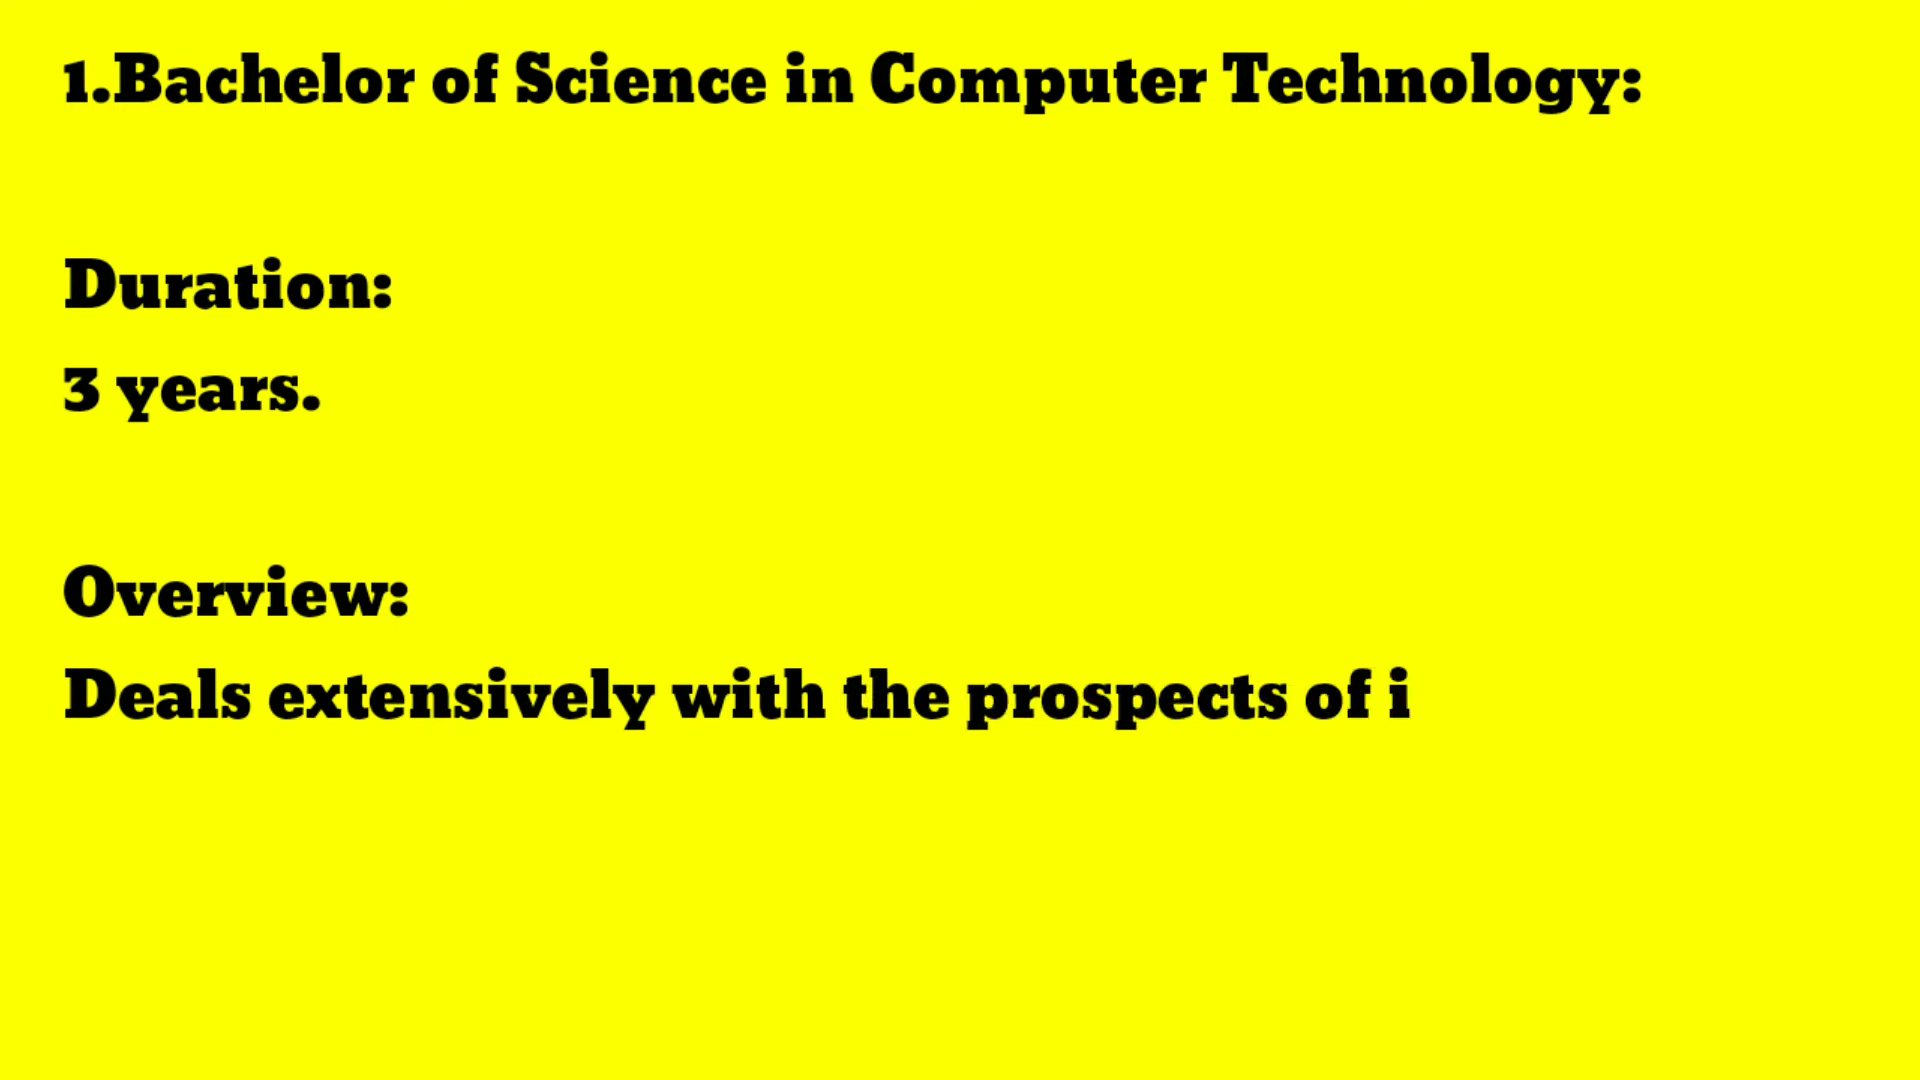 1.Bachelor of Science in Computer Technology:
Duration:
3 years.
Overview:
Deals extensively with the prospects of i